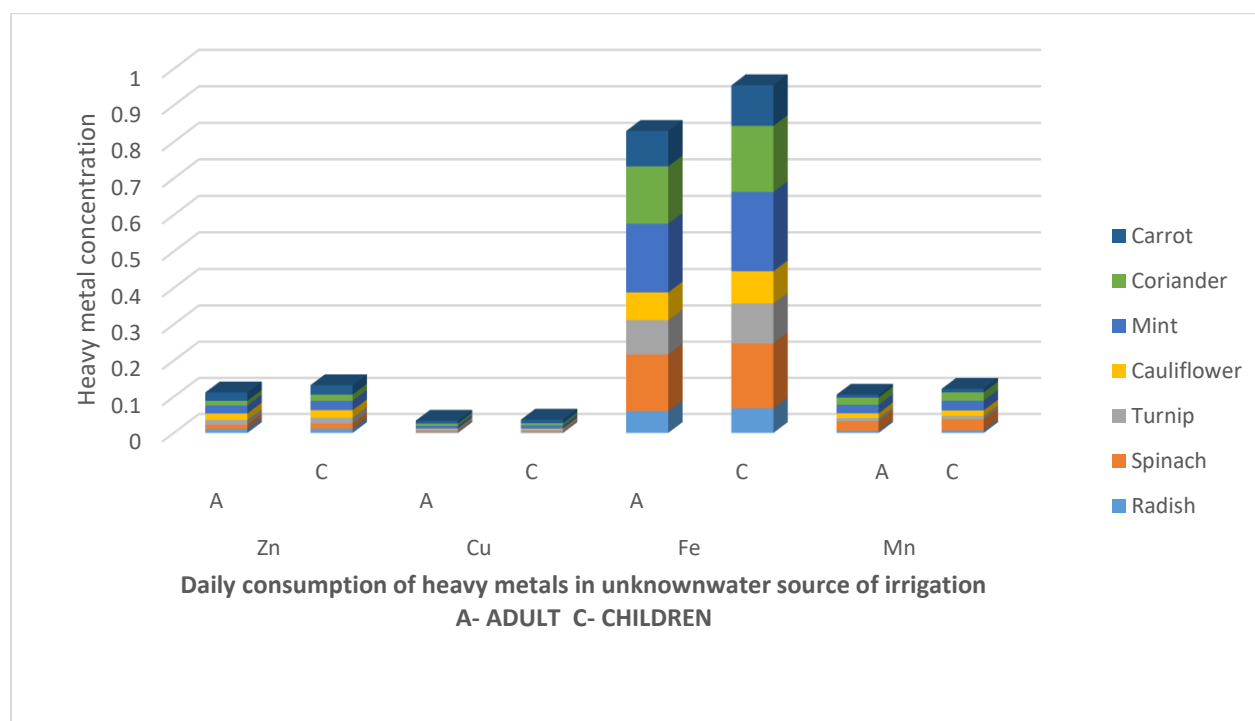 Heavy metal concentration
1
0.9
0.8
0.7
0.6
0.5
0.4
0.3
0.2
0.1
0
A
C
A
C
A
C
A
C
Zn
Cu
Fe
Mn
Daily consumption of heavy metals in unknownwater source of irrigation
A- ADULT C- CHILDREN
Carrot
Coriander
Mint
Cauliflower
Turnip
Spinach
Radish